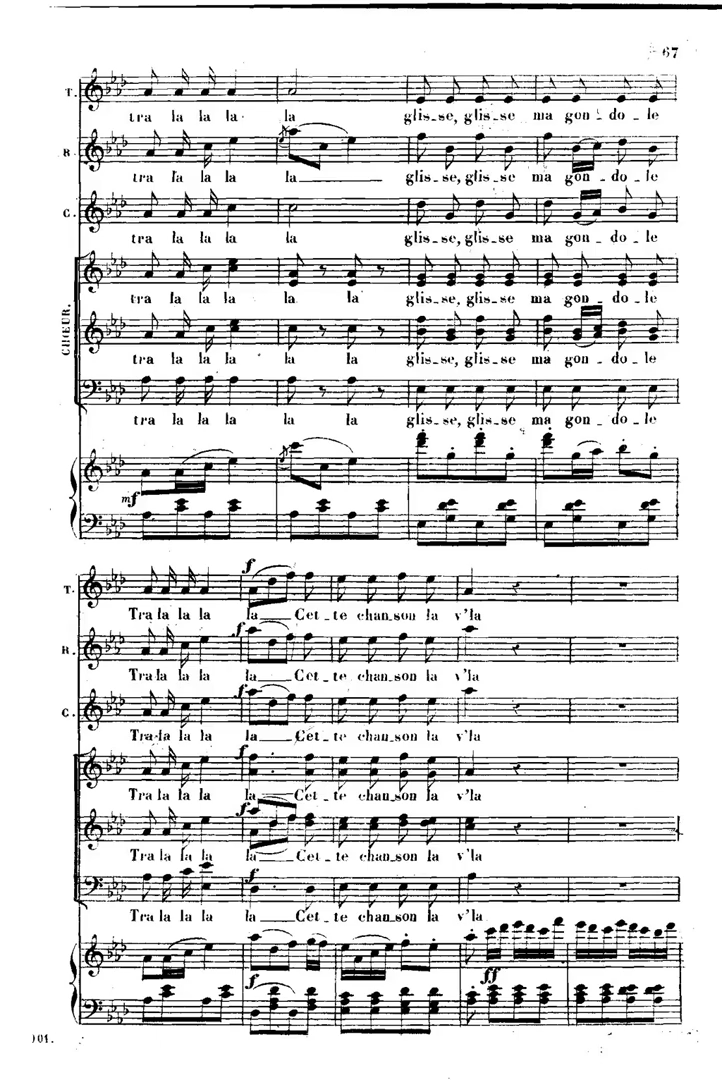 67
T.
tra la la la la glis_se, glis_se ma gon_do_le
R.
tra la la la la glis_se, glis_se ma gon_do_le
C.
tra la la la la glis_se, glis_se ma gon_do_le
CHŒUR.
tra la la la la la glis_se, glis_se ma gon_do_le
tra la la la la la glis_se, glis_se ma gon_do_le
tra la la la la la glis_se, glis_se ma gon_do_le
mf
f
T.
Tra la la la la Cet_te chan_son la v'la
f
R.
Tra la la la la Cet_te chan_son la v'la
f
C.
Tra la la la la Cet_te chan_son la v'la
f
Tra la la la la Cet_te chan_son la v'la
f
Tra la la la la Cet_te chan_son la v'la
f
Tra la la la la Cet_te chan_son la v'la
f
ff
01.